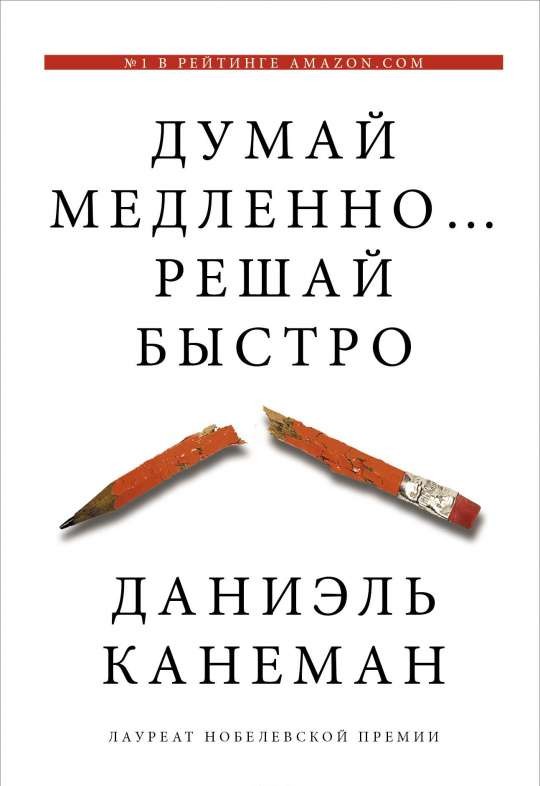 №1 В РЕЙТИНГЕ AMAZON.COM
ДУМАЙ
МЕДЛЕННО...
РЕШАЙ
БЫСТРО
ДАНИЭЛЬ
КАНЕМАН
ЛАУРЕАТ НОБЕЛЕВСКОЙ ПРЕМИИ